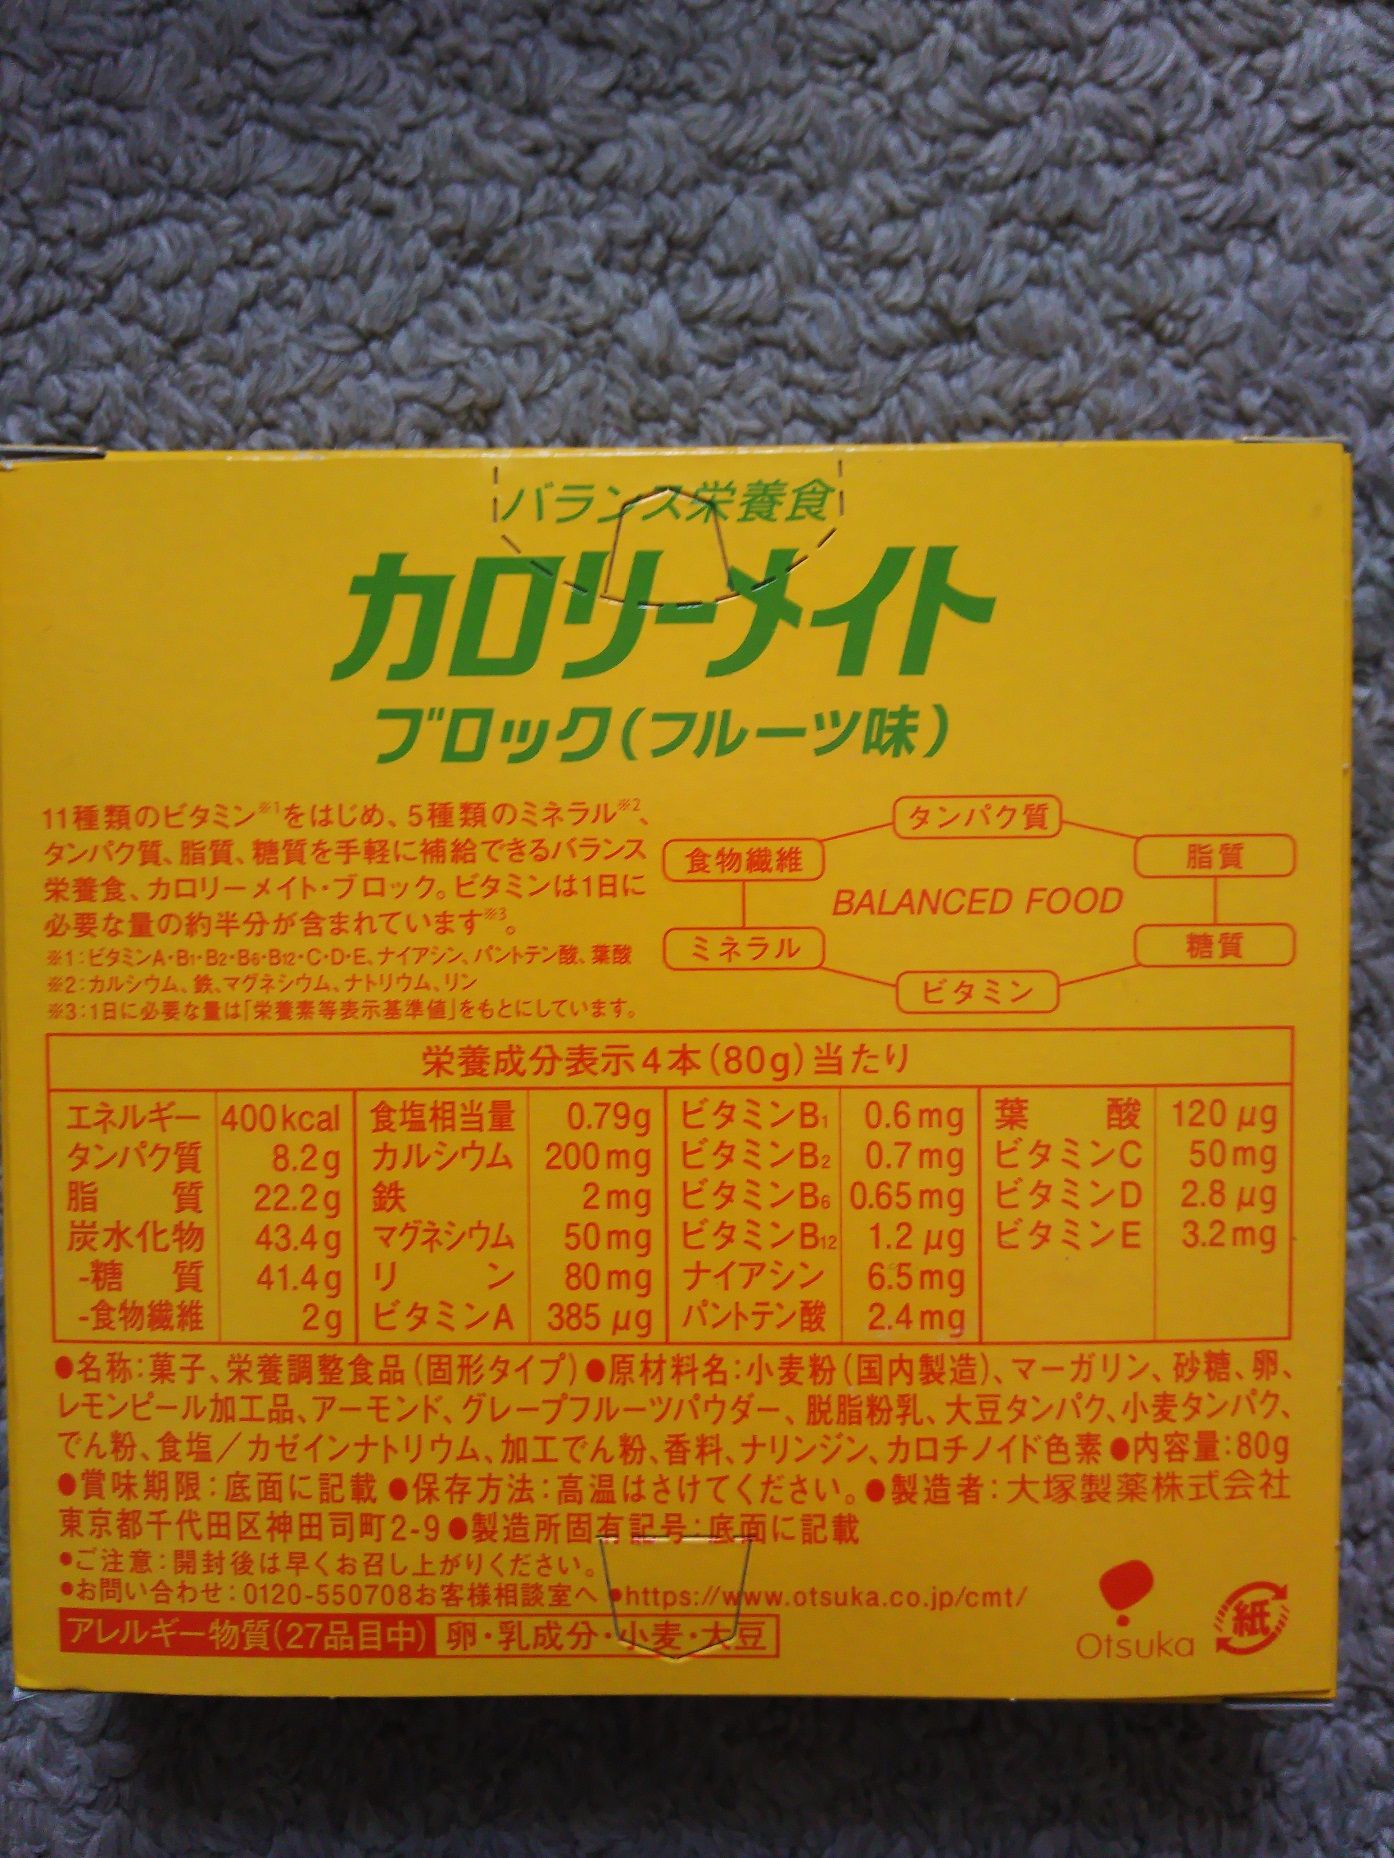 バランス栄養食
カロリーメイト
ブロック(フルーツ味)
11種類のビタミン※1をはじめ、5種類のミネラル※2、
タンパク質、脂質、糖質を手軽に補給できるバランス
栄養食、カロリーメイト・ブロック。ビタミンは1日に
必要な量の約半分が含まれています※3。
※1:ビタミンA・B1・B2・B6・B12・C・D・E、ナイアシン、パントテン酸、葉酸
※2:カルシウム、鉄、マグネシウム、ナトリウム、リン
※3:1日に必要な量は「栄養素等表示基準値」をもとにしています。
タンパク質
食物繊維
脂質
BALANCED FOOD
ミネラル
糖質
ビタミン
栄養成分表示4本(80g)当たり
エネルギー 400kcal 食塩相当量 0.79g ビタミンB1 0.6mg 葉酸 120μg
タンパク質 8.2g カルシウム 200mg ビタミンB2 0.7mg ビタミンC 50mg
脂質 22.2g 鉄 2mg ビタミンB6 0.65mg ビタミンD 2.8μg
炭水化物 43.4g マグネシウム 50mg ビタミンB12 1.2μg ビタミンE 3.2mg
-糖質 41.4g リン 80mg ナイアシン 6.5mg
-食物繊維 2g ビタミンA 385μg パントテン酸 2.4mg
●名称:菓子、栄養調整食品(固形タイプ)●原材料名:小麦粉(国内製造)、マーガリン、砂糖、卵、
レモンピール加工品、アーモンド、グレープフルーツパウダー、脱脂粉乳、大豆タンパク、小麦タンパク、
でん粉、食塩/カゼインナトリウム、加工でん粉、香料、ナリンジン、カロチノイド色素●内容量:80g
●賞味期限:底面に記載●保存方法:高温はさけてください。●製造者:大塚製薬株式会社
東京都千代田区神田司町2-9●製造所固有記号:底面に記載
●ご注意:開封後は早くお召し上がりください。
●お問い合わせ:0120-550708お客様相談室へ●https://www.otsuka.co.jp/cmt/
アレルギー物質(27品目中) 卵・乳成分・小麦・大豆
Otsuka
紙